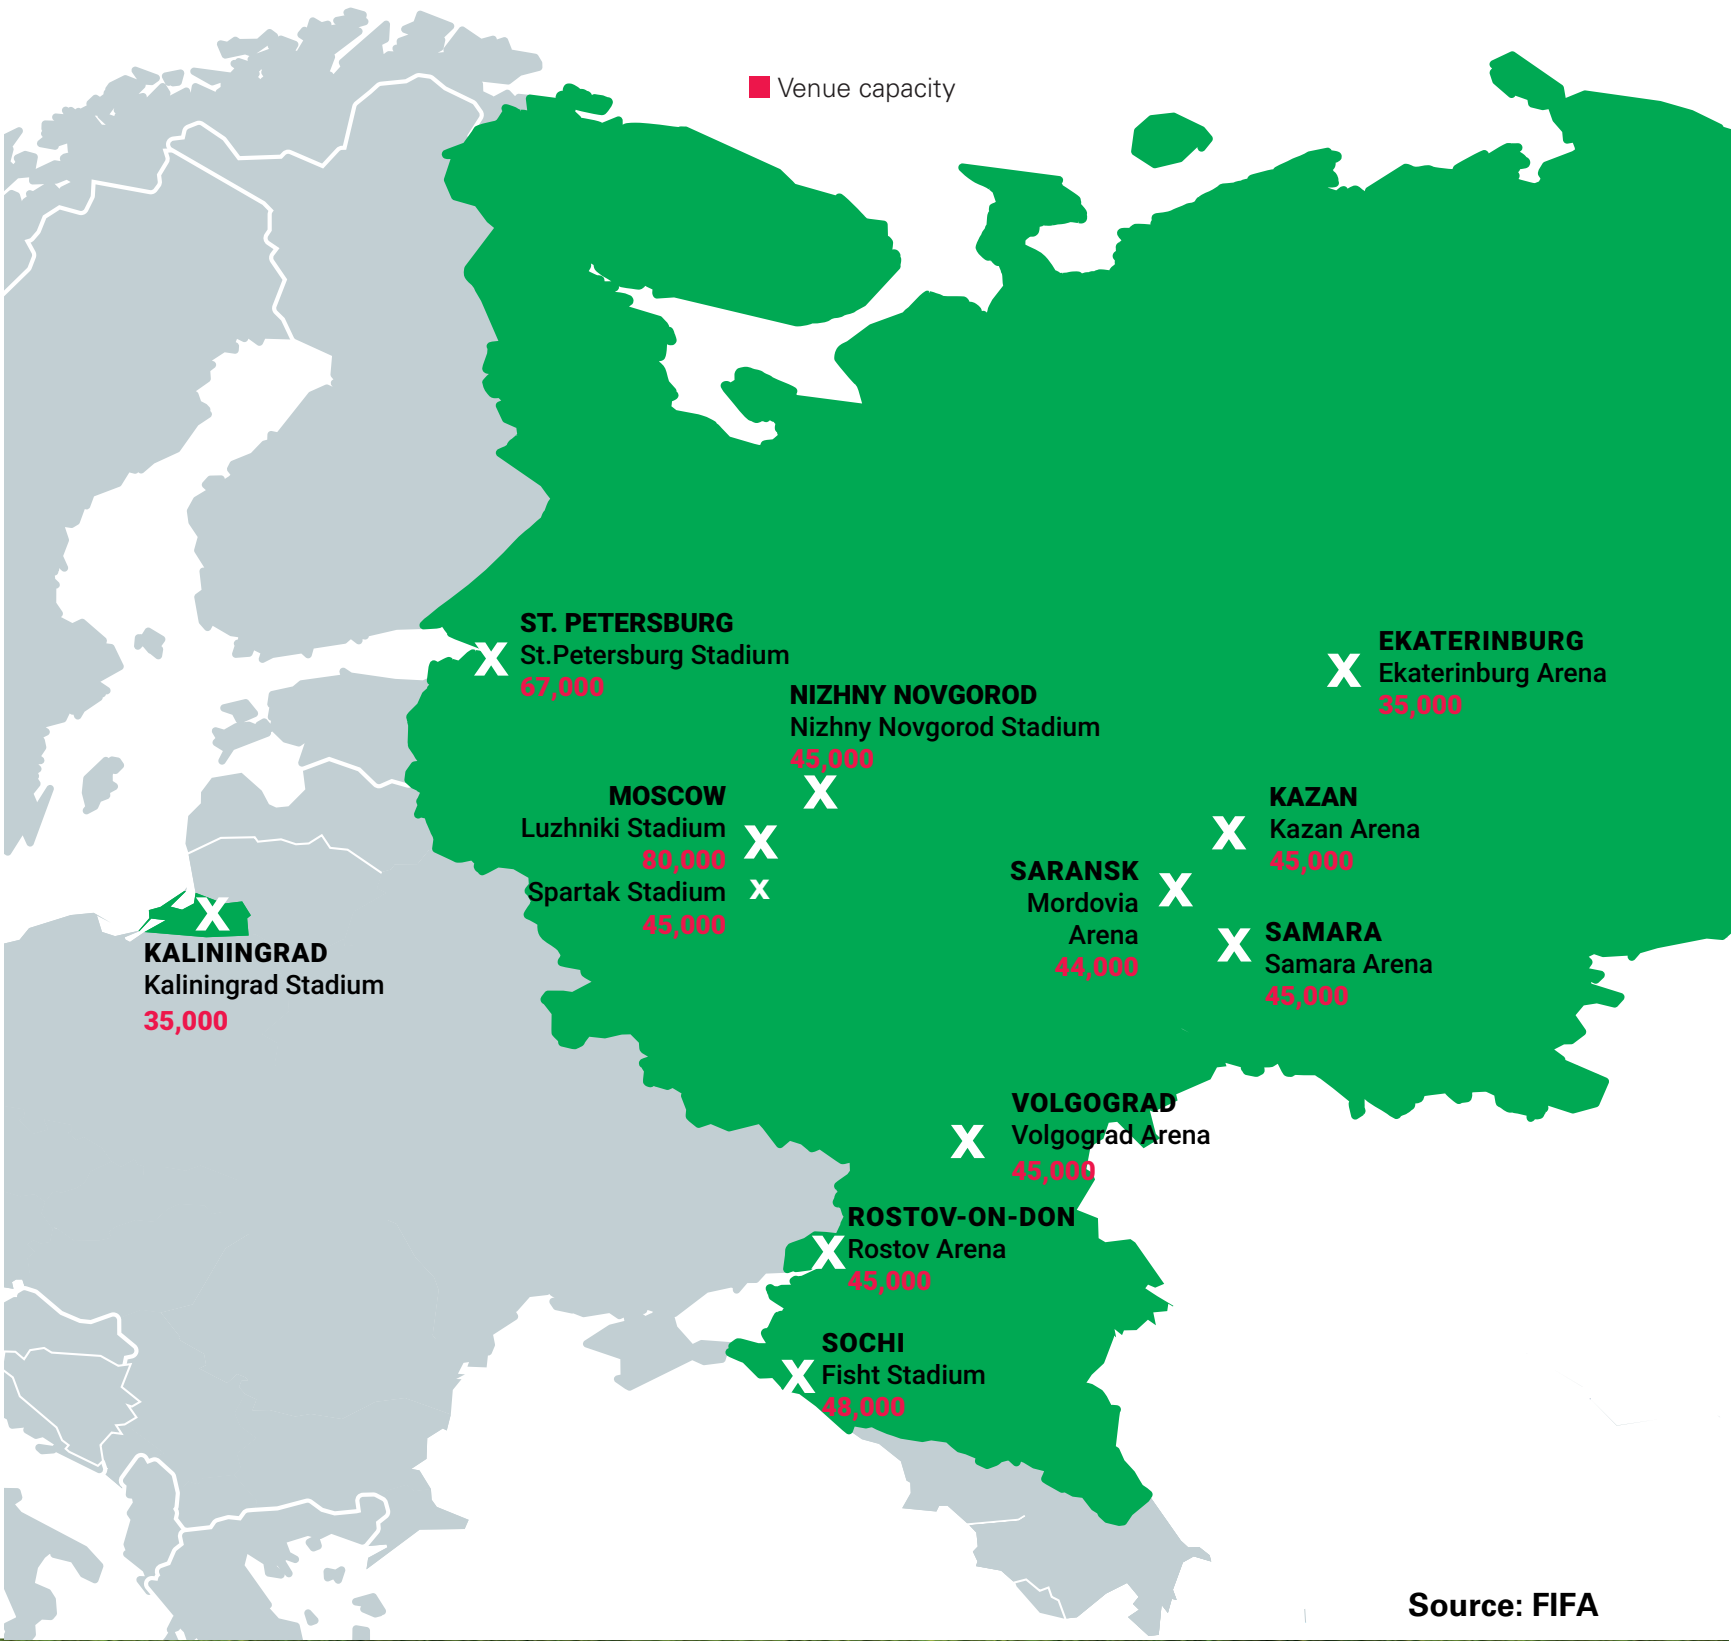 Venue capacity
ST. PETERSBURG
St.Petersburg Stadium
67,000
EKATERINBURG
Ekaterinburg Arena
35,000
NIZHNY NOVGOROD
Nizhny Novgorod Stadium
45,000
MOSCOW
Luzhniki Stadium
80,000
Spartak Stadium
45,000
KAZAN
Kazan Arena
45,000
SARANSK
Mordovia
Arena
44,000
SAMARA
Samara Arena
45,000
KALININGRAD
Kaliningrad Stadium
35,000
VOLGOGRAD
Volgograd Arena
45,000
ROSTOV-ON-DON
Rostov Arena
45,000
SOCHI
Fisht Stadium
48,000
Source: FIFA